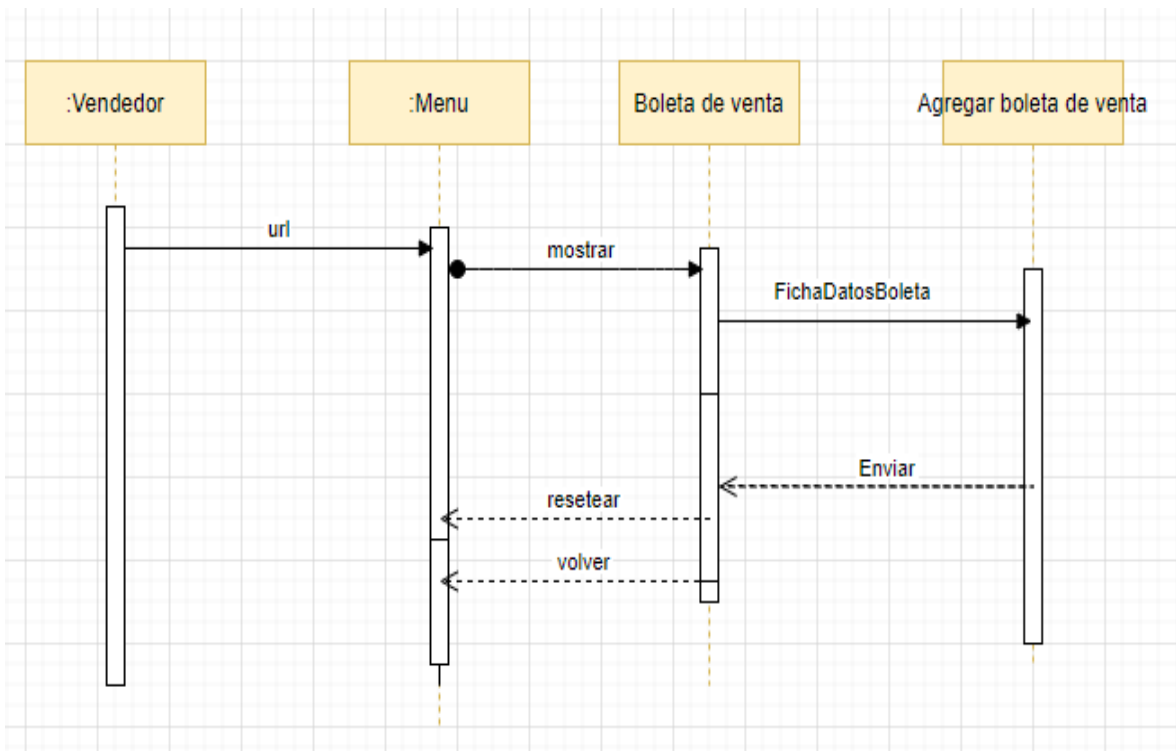 :Vendedor
:Menu
Boleta de venta
Agregar boleta de venta
url
mostrar
FichaDatosBoleta
Enviar
resetear
volver